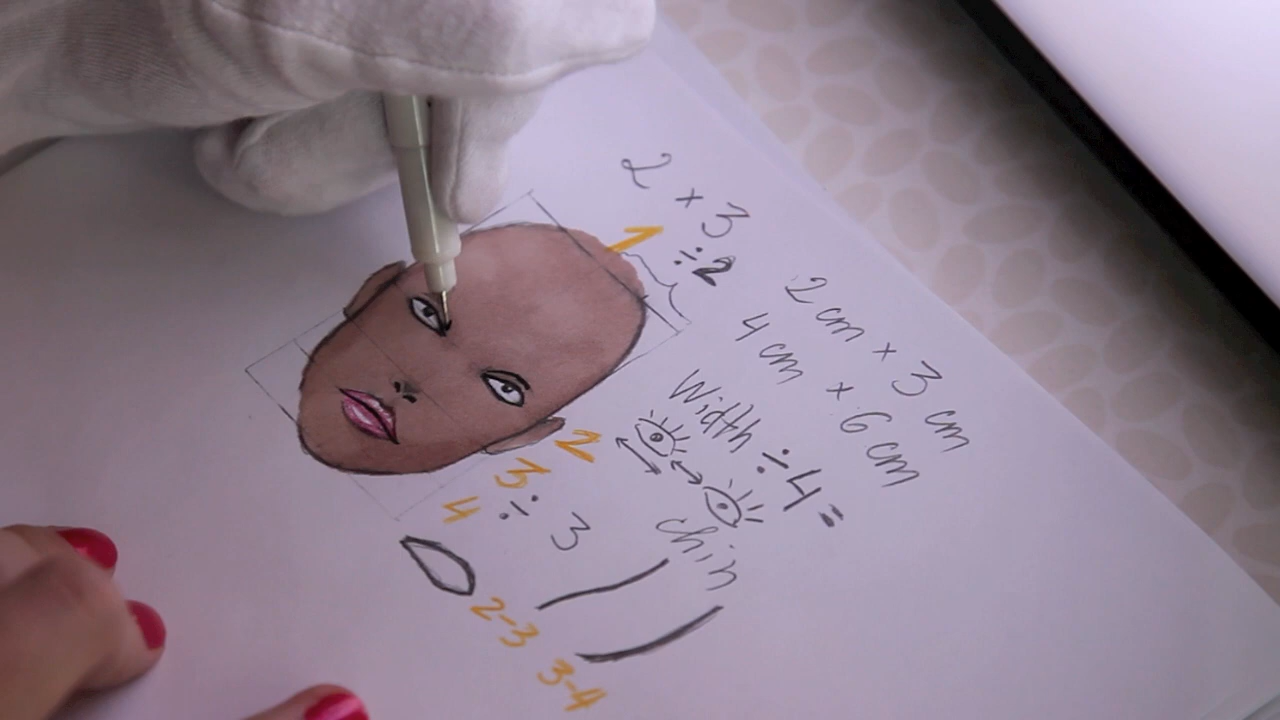 2 × 3
1
÷2
2 cm × 3 cm
4 cm × 6 cm
Width ÷ 4 =
2
3
4
÷ 3
chin
2-3
3-4